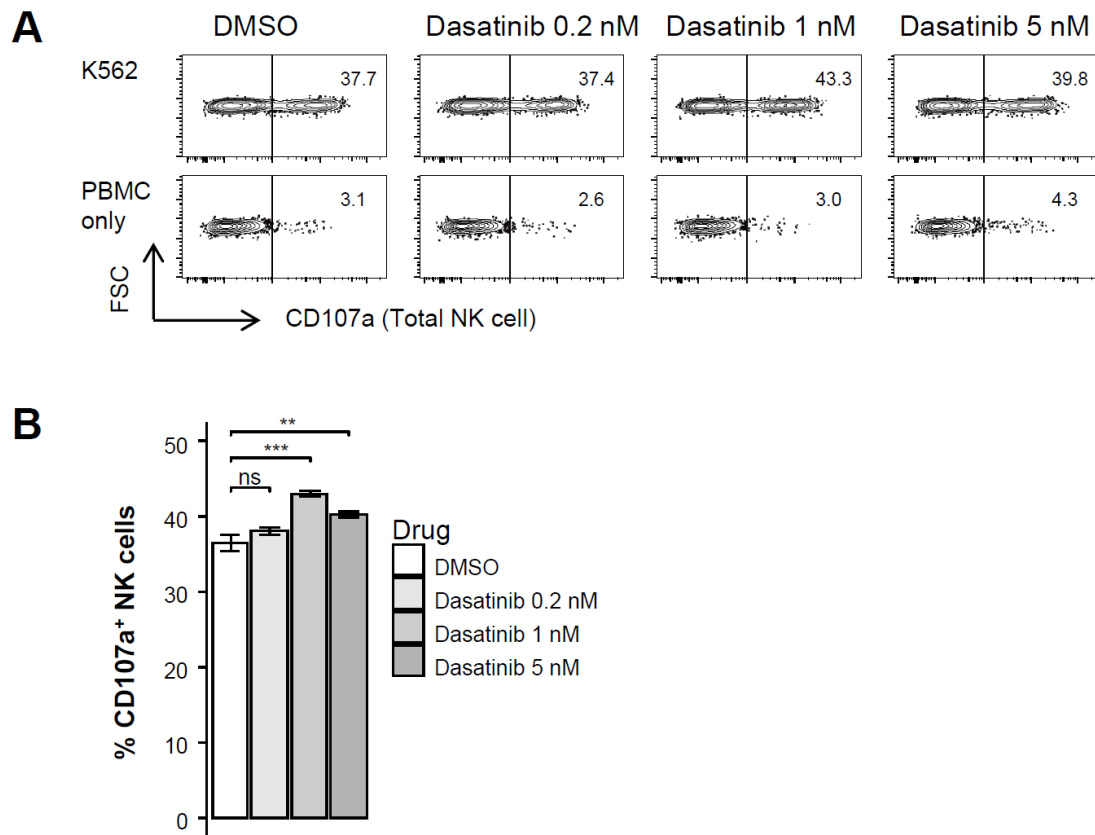 A
DMSO Dasatinib 0.2 nM Dasatinib 1 nM Dasatinib 5 nM
K562
37.7 37.4 43.3 39.8
PBMC
only
3.1 2.6 3.0 4.3
FSC
CD107a (Total NK cell)
B
% CD107a⁺ NK cells
50
40
30
20
10
0
**
***
ns
Drug
DMSO
Dasatinib 0.2 nM
Dasatinib 1 nM
Dasatinib 5 nM